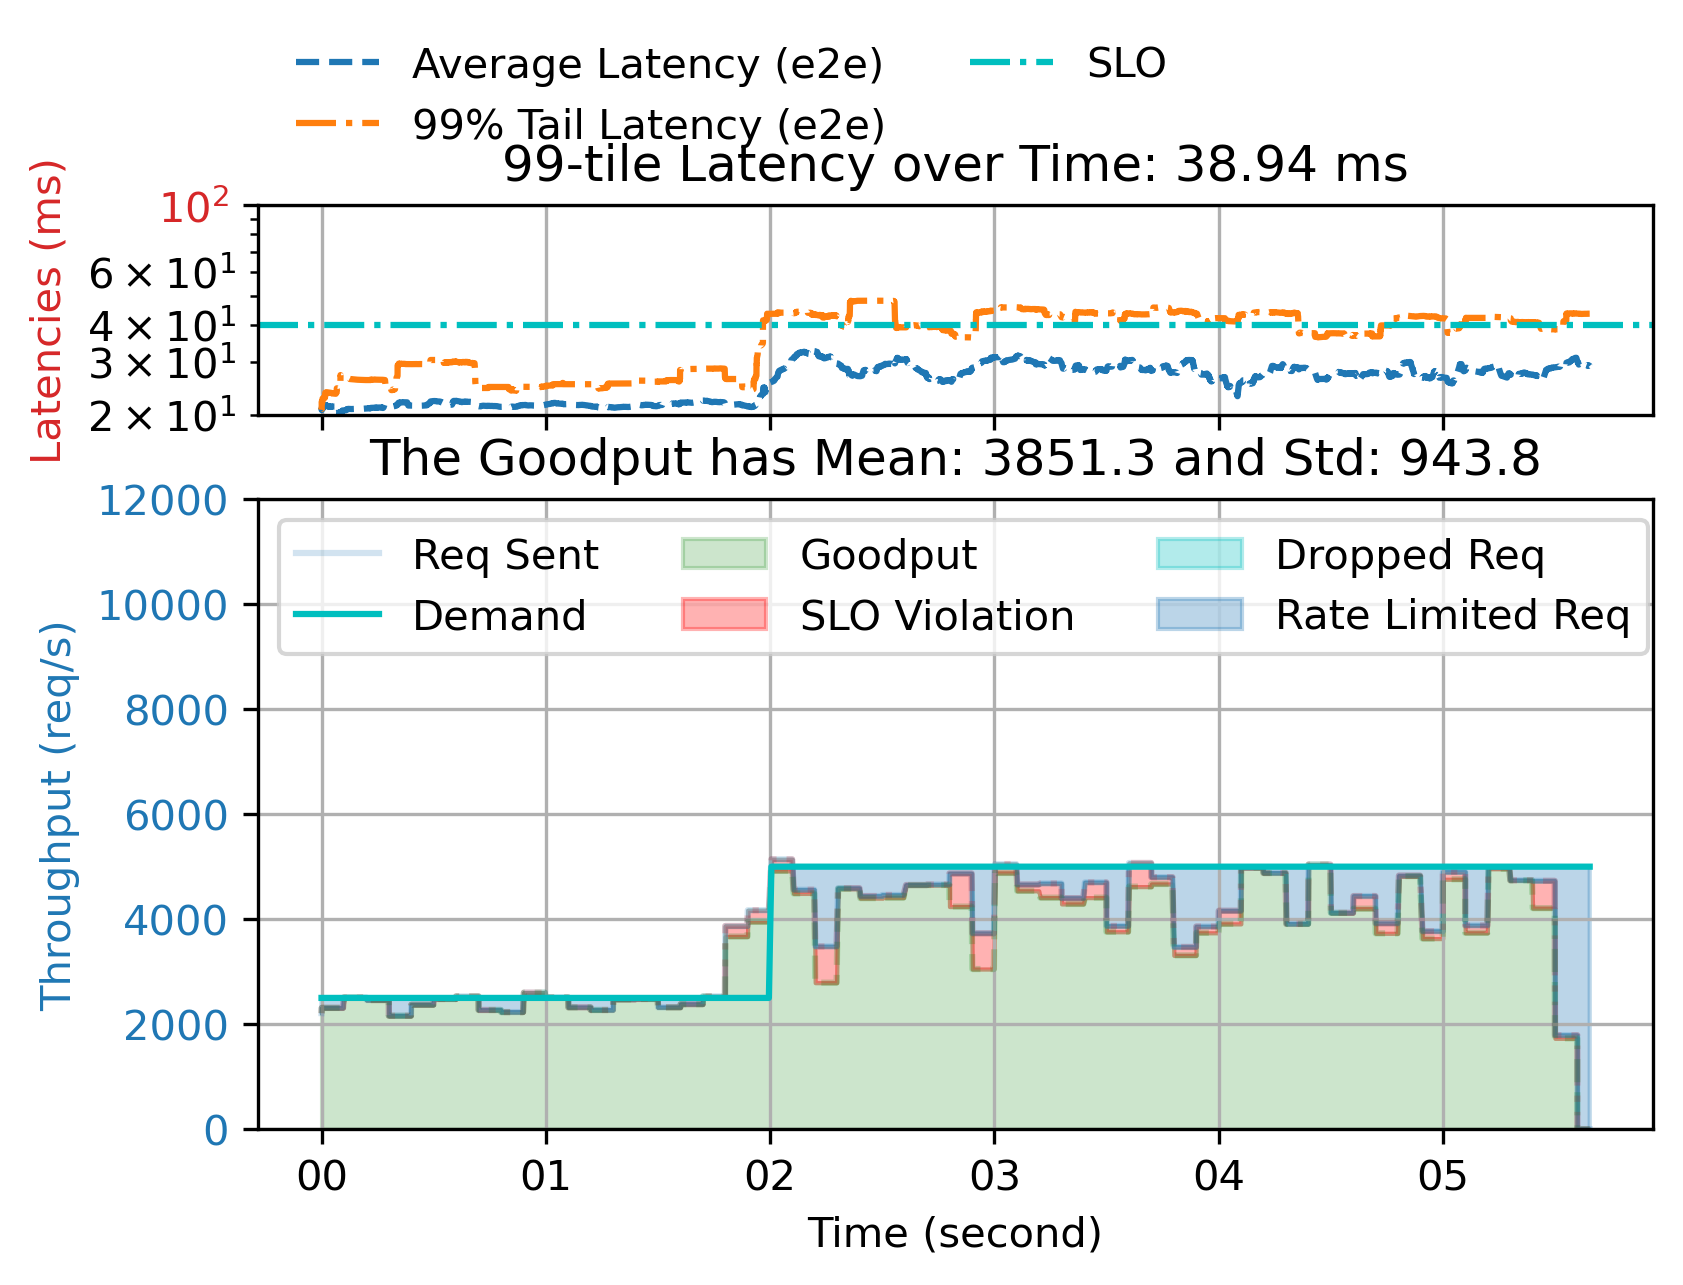 Average Latency (e2e)
SLO
99% Tail Latency (e2e)
99-tile Latency over Time: 38.94 ms
Latencies (ms)
10²
6 × 10¹
4 × 10¹
3 × 10¹
2 × 10¹
The Goodput has Mean: 3851.3 and Std: 943.8
Throughput (req/s)
12000
10000
8000
6000
4000
2000
0
Req Sent
Goodput
Dropped Req
Demand
SLO Violation
Rate Limited Req
00 01 02 03 04 05
Time (second)